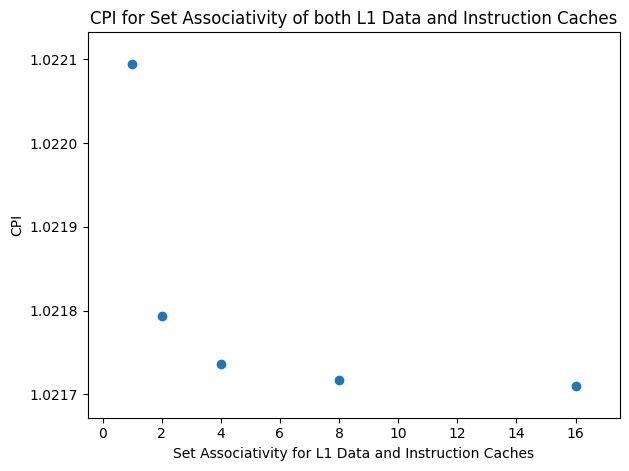 CPI for Set Associativity of both L1 Data and Instruction Caches
1.0221
1.0220
1.0219
1.0218
1.0217
CPI
0 2 4 6 8 10 12 14 16
Set Associativity for L1 Data and Instruction Caches